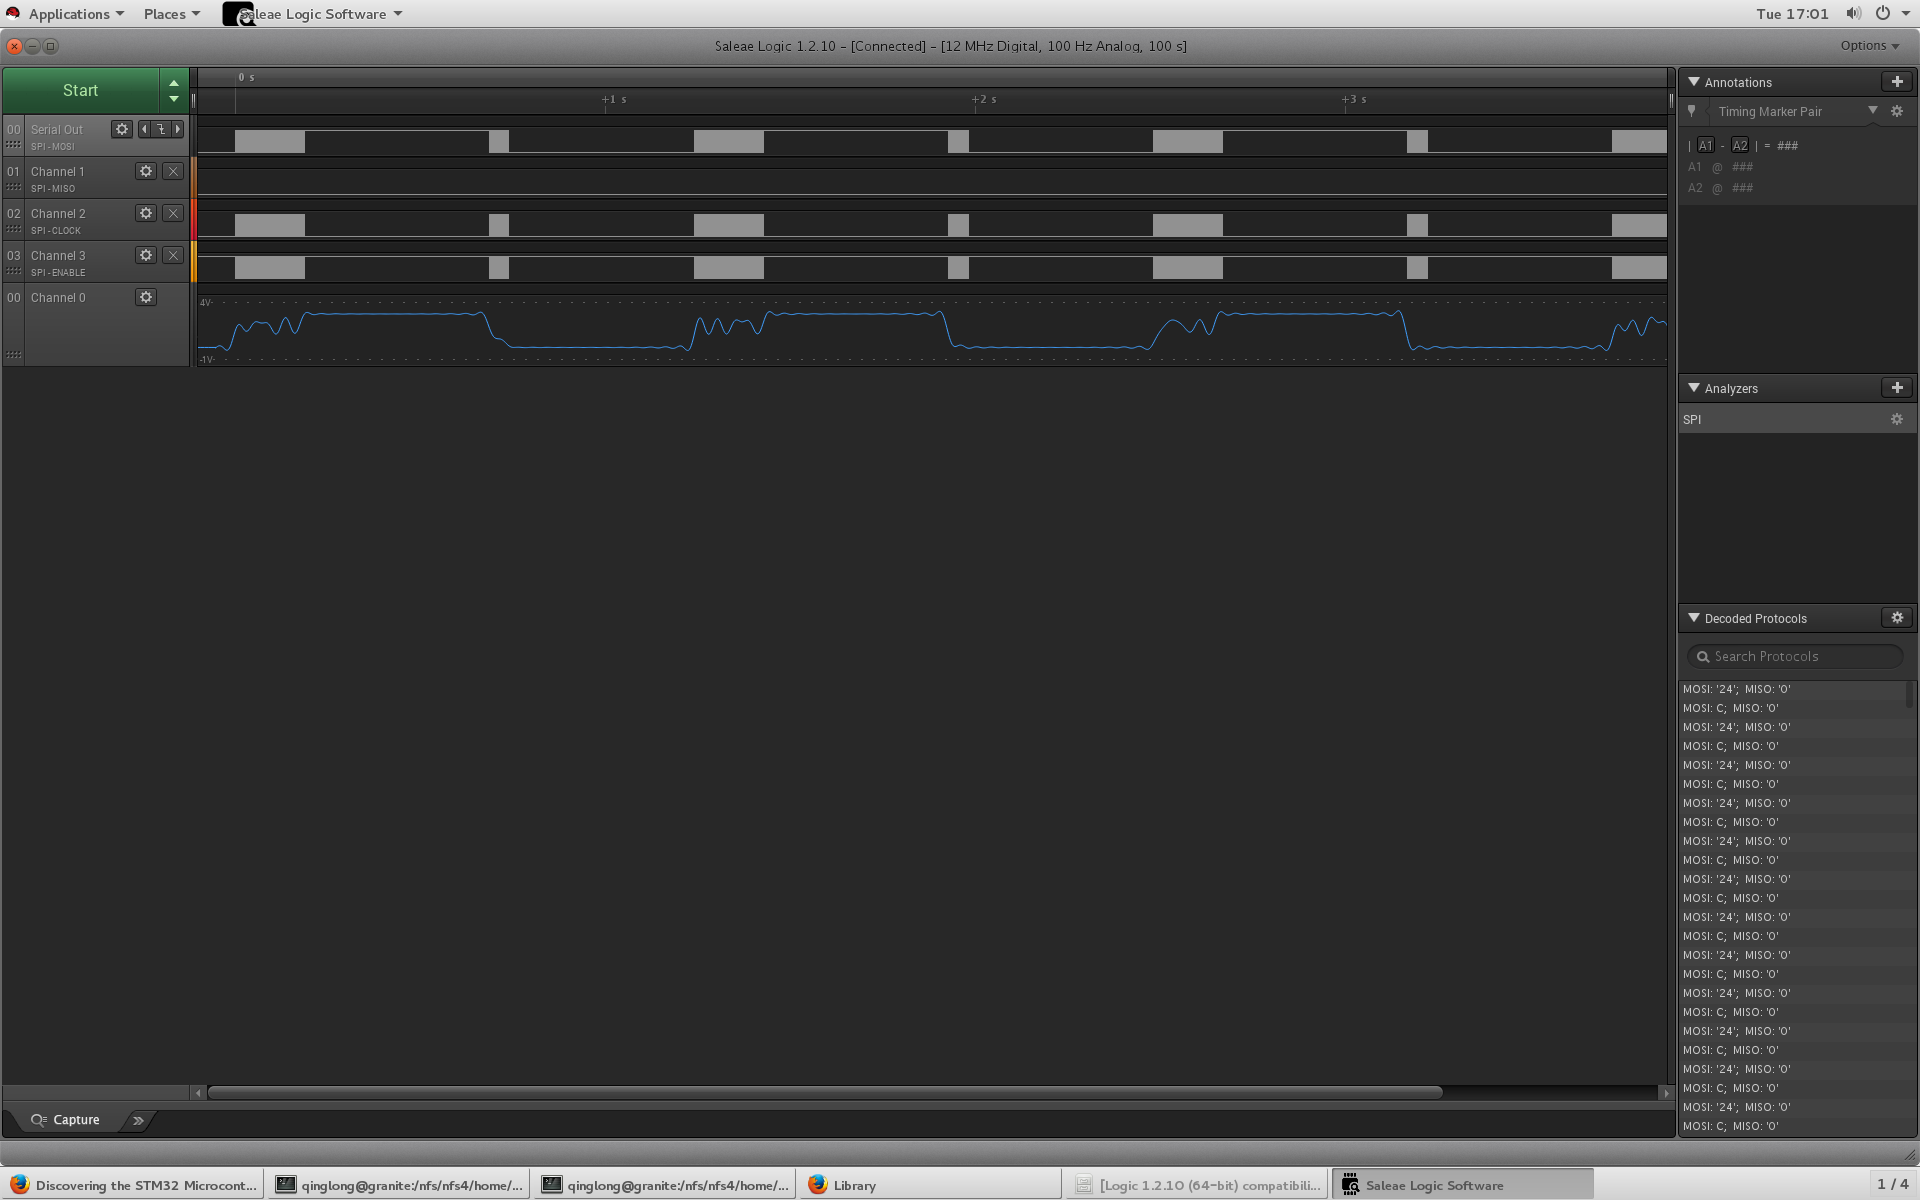 Applications Places Saleae Logic Software Tue 17:01
Saleae Logic 1.2.10 - [Connected] - [12 MHz Digital, 100 Hz Analog, 100 s] Options
Start
0 s
+1 s +2 s +3 s
00 Serial Out
SPI - MOSI
01 Channel 1
SPI - MISO
02 Channel 2
SPI - CLOCK
03 Channel 3
SPI - ENABLE
00 Channel 0
4V
-1V
Annotations
Timing Marker Pair
| A1 - A2 | = ###
A1 @ ###
A2 @ ###
Analyzers
SPI
Decoded Protocols
Search Protocols
MOSI: '24'; MISO: '0'
MOSI: C; MISO: '0'
MOSI: '24'; MISO: '0'
MOSI: C; MISO: '0'
MOSI: '24'; MISO: '0'
MOSI: C; MISO: '0'
MOSI: '24'; MISO: '0'
MOSI: C; MISO: '0'
MOSI: '24'; MISO: '0'
MOSI: C; MISO: '0'
MOSI: '24'; MISO: '0'
MOSI: C; MISO: '0'
MOSI: '24'; MISO: '0'
MOSI: C; MISO: '0'
MOSI: '24'; MISO: '0'
MOSI: C; MISO: '0'
MOSI: '24'; MISO: '0'
MOSI: C; MISO: '0'
MOSI: '24'; MISO: '0'
MOSI: C; MISO: '0'
MOSI: '24'; MISO: '0'
MOSI: C; MISO: '0'
MOSI: '24'; MISO: '0'
MOSI: C; MISO: '0'
Capture
Discovering the STM32 Microcont... qinglong@granite:/nfs/nfs4/home/... qinglong@granite:/nfs/nfs4/home/... Library [Logic 1.2.10 (64-bit) compatibili... Saleae Logic Software 1 / 4